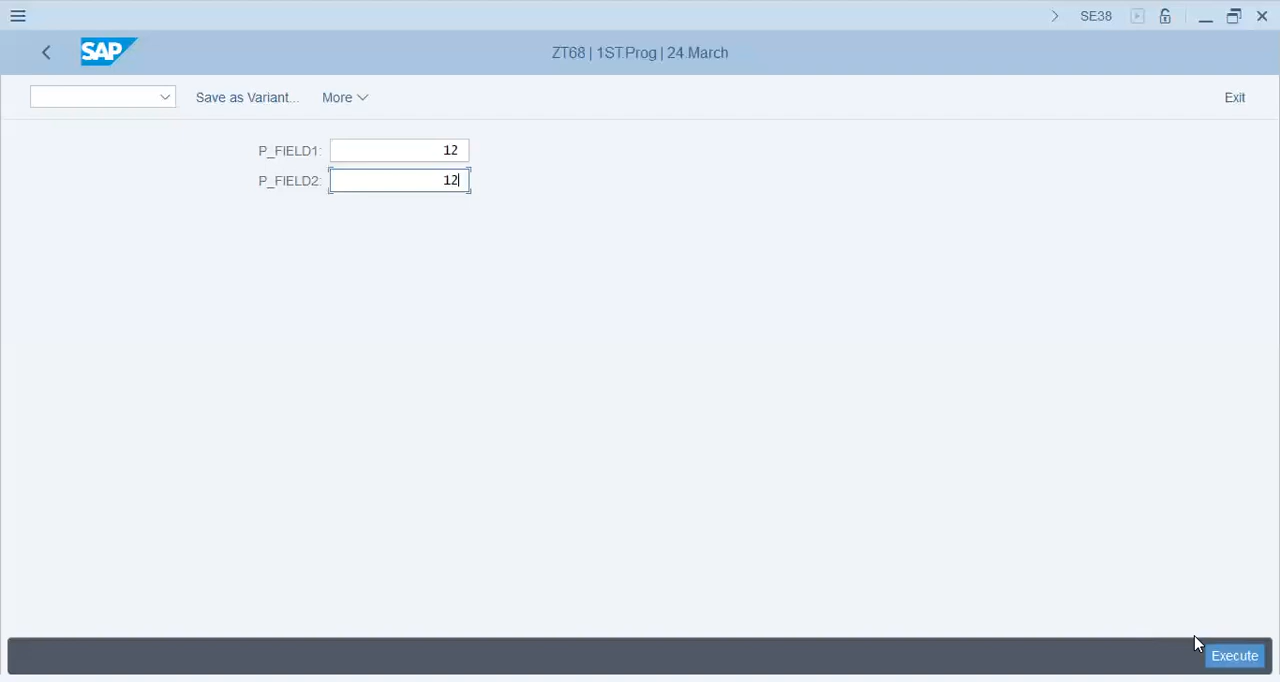 SE38
SAP
ZT68 | 1ST.Prog | 24.March
Save as Variant... More Exit
P_FIELD1: 12
P_FIELD2: 12
Execute